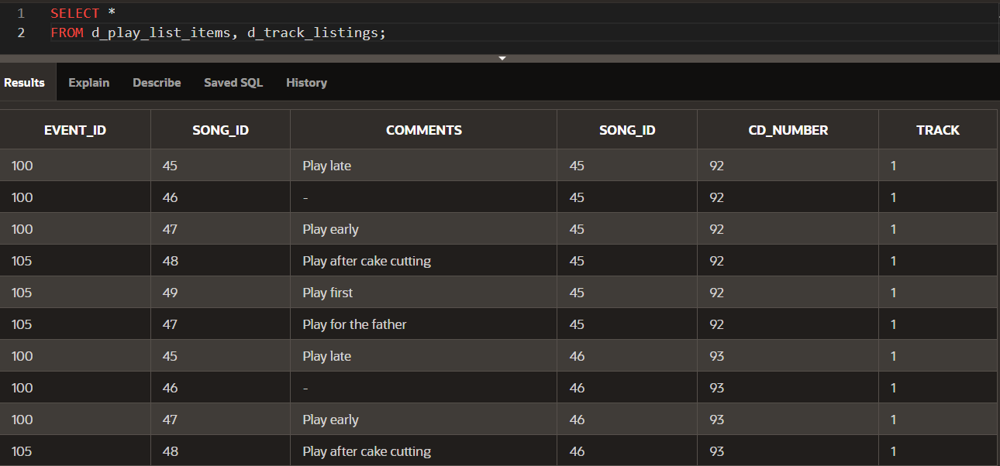 1 SELECT *
2 FROM d_play_list_items, d_track_listings;
Results Explain Describe Saved SQL History
EVENT_ID SONG_ID COMMENTS SONG_ID CD_NUMBER TRACK
100 45 Play late 45 92 1
100 46 - 45 92 1
100 47 Play early 45 92 1
105 48 Play after cake cutting 45 92 1
105 49 Play first 45 92 1
105 47 Play for the father 45 92 1
100 45 Play late 46 93 1
100 46 - 46 93 1
100 47 Play early 46 93 1
105 48 Play after cake cutting 46 93 1